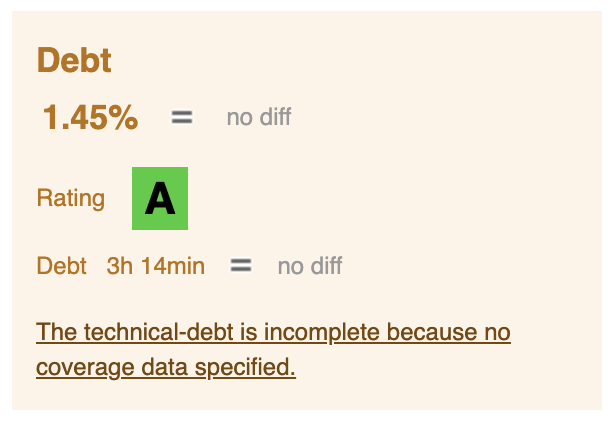 Debt
1.45% = no diff
Rating A
Debt 3h 14min = no diff
The technical-debt is incomplete because no
coverage data specified.